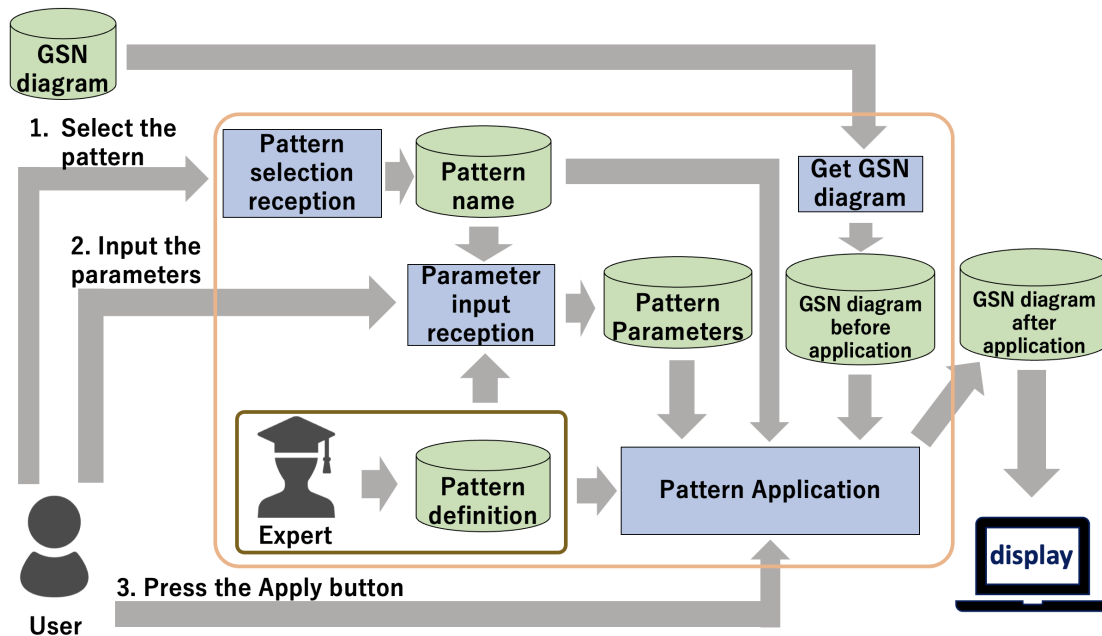 GSN
diagram
1. Select the
pattern
Pattern
selection
reception
Pattern
name
Get GSN
diagram
2. Input the
parameters
Parameter
input
reception
Pattern
Parameters
GSN diagram
before
application
GSN diagram
after
application
Expert
Pattern
definition
Pattern Application
display
3. Press the Apply button
User